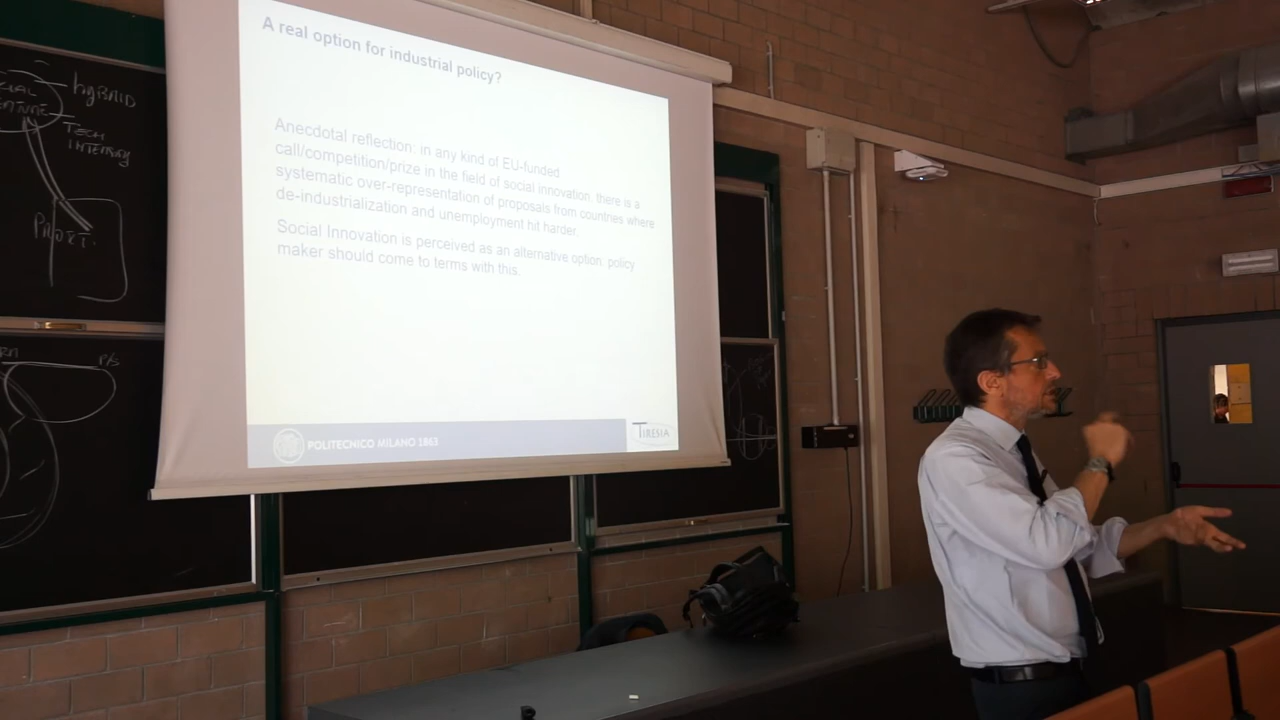 A real option for industrial policy?
Anecdotal reflection: in any kind of EU-funded
call/competition/prize in the field of social innovation, there is a
systematic over-representation of proposals from countries where
de-industrialization and unemployment hit harder.
Social Innovation is perceived as an alternative option, policy
maker should come to terms with this.
POLITECNICO MILANO 1863
TIRESIA
HYBRID
TECH
INTENSITY
P/S